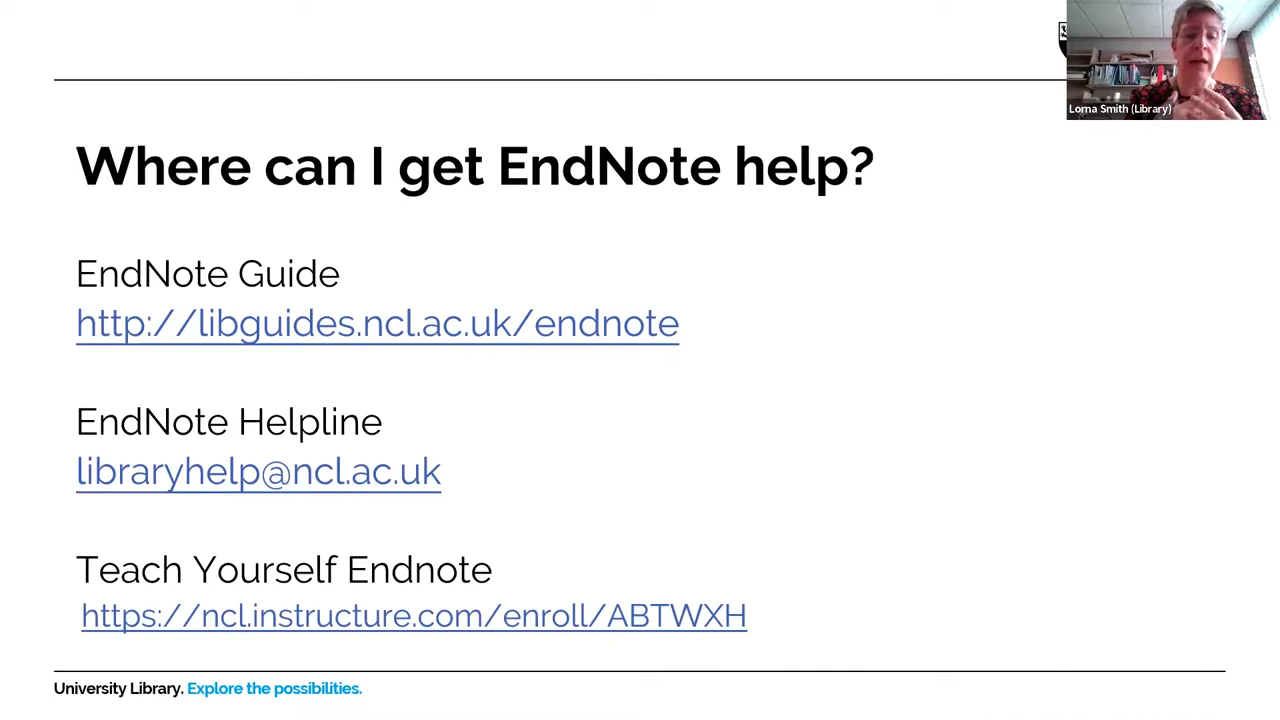 Lorna Smith (Library)
Where can I get EndNote help?
EndNote Guide
http://libguides.ncl.ac.uk/endnote
EndNote Helpline
libraryhelp@ncl.ac.uk
Teach Yourself Endnote
https://ncl.instructure.com/enroll/ABTWXH
University Library. Explore the possibilities.